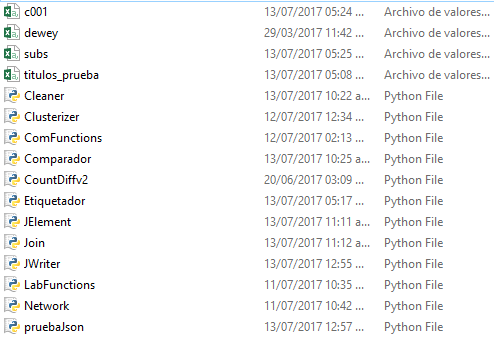 c001 13/07/2017 05:24 ... Archivo de valores...
dewey 29/03/2017 11:42 ... Archivo de valores...
subs 13/07/2017 05:25 ... Archivo de valores...
titulos_prueba 13/07/2017 05:08 ... Archivo de valores...
Cleaner 13/07/2017 10:22 a... Python File
Clusterizer 12/07/2017 12:34 ... Python File
ComFunctions 12/07/2017 02:13 ... Python File
Comparador 13/07/2017 10:25 a... Python File
CountDiffv2 20/06/2017 03:09 ... Python File
Etiquetador 13/07/2017 05:17 ... Python File
JElement 13/07/2017 11:11 a... Python File
Join 13/07/2017 11:12 a... Python File
JWriter 13/07/2017 12:55 ... Python File
LabFunctions 11/07/2017 10:35 ... Python File
Network 11/07/2017 10:42 ... Python File
pruebaJson 13/07/2017 12:57 ... Python File